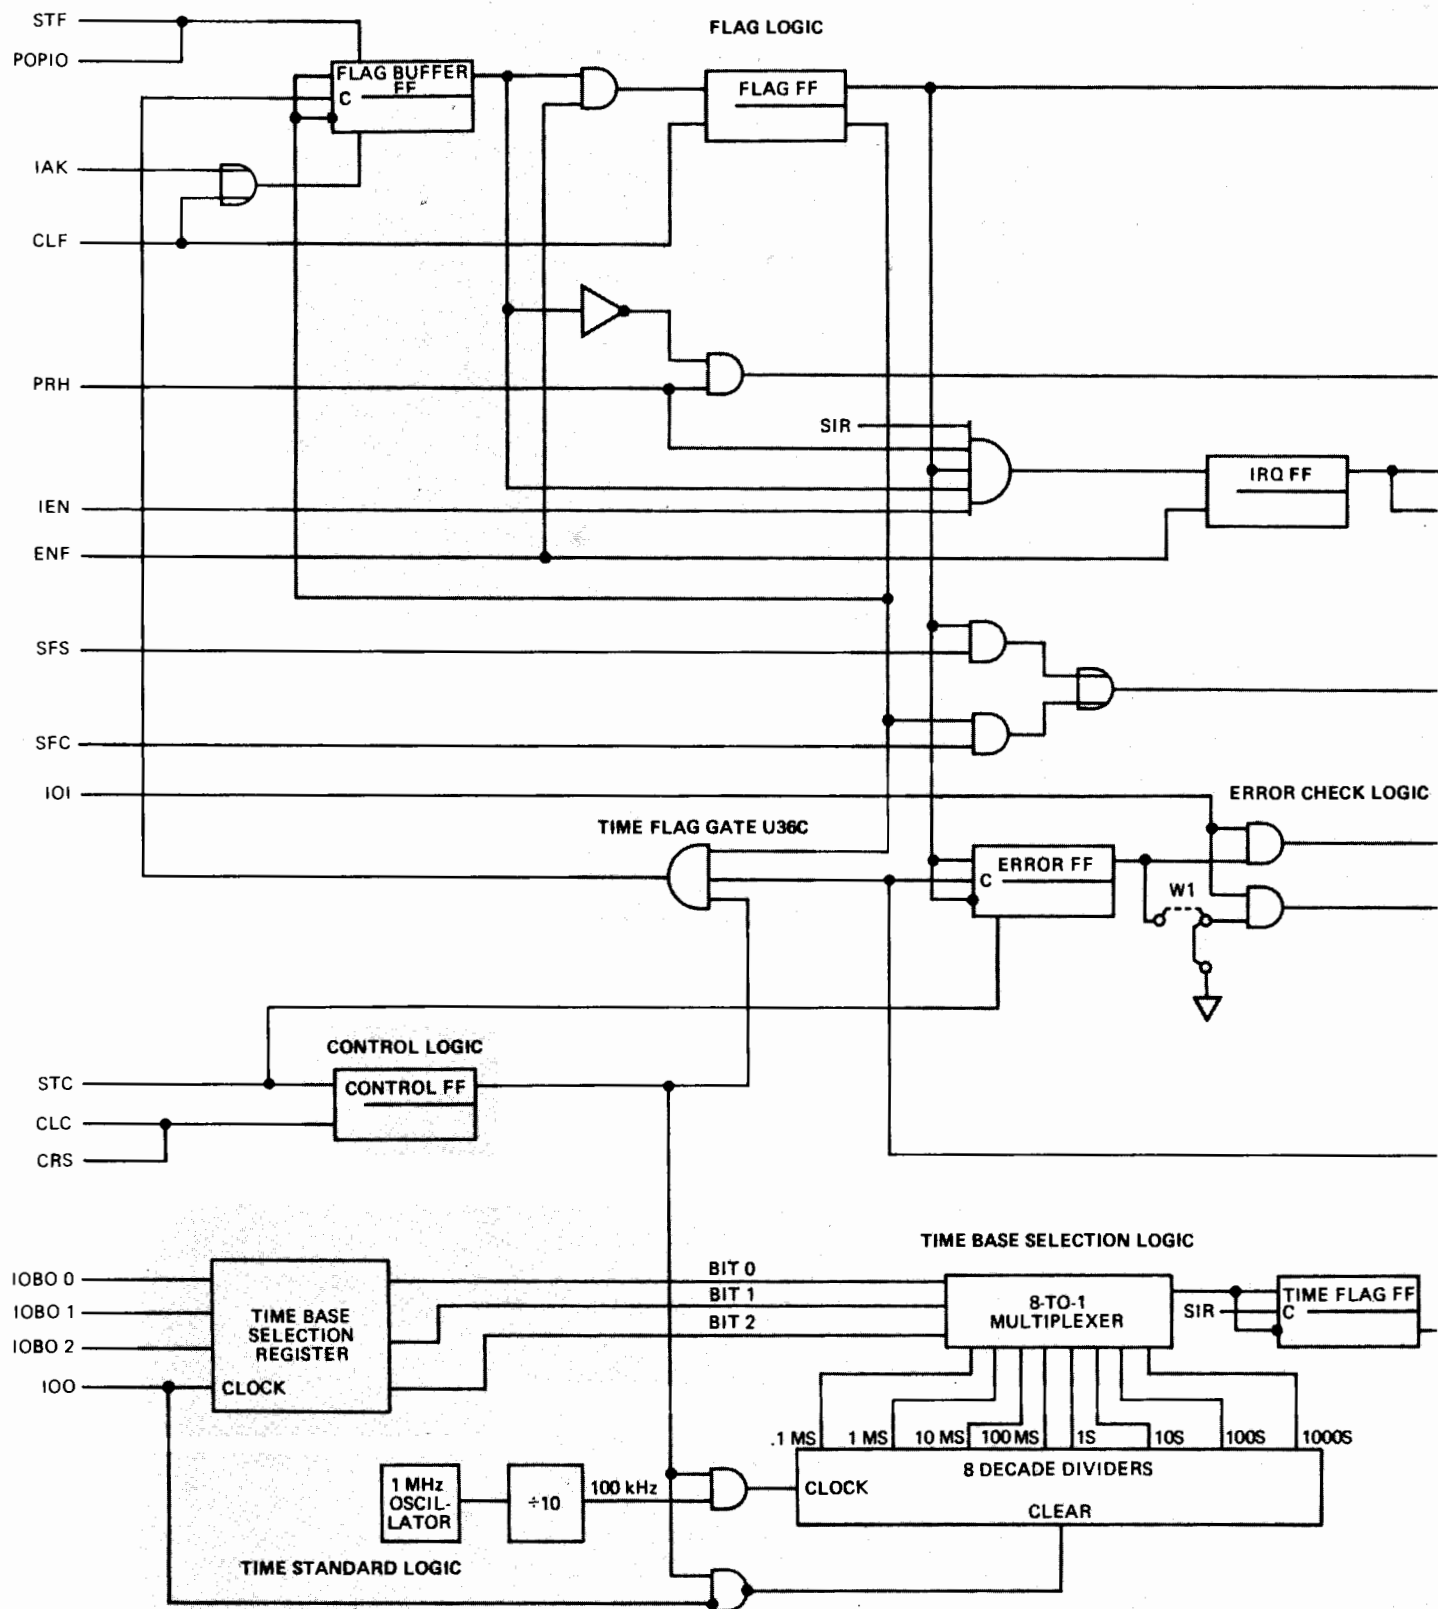 STF
FLAG LOGIC
POPIO
FLAG BUFFER
FF
C
FLAG FF
IAK
CLF
PRH
SIR
IRQ FF
IEN
ENF
SFS
SFC
IOI
ERROR CHECK LOGIC
TIME FLAG GATE U36C
ERROR FF
C
W1
CONTROL LOGIC
STC
CONTROL FF
CLC
CRS
TIME BASE SELECTION LOGIC
IOBO 0
IOBO 1
IOBO 2
IOO
TIME BASE
SELECTION
REGISTER
CLOCK
BIT 0
BIT 1
BIT 2
8-TO-1
MULTIPLEXER
SIR
TIME FLAG FF
C
.1 MS
1 MS
10 MS
100 MS
1S
10S
100S
1000S
8 DECADE DIVIDERS
CLOCK
CLEAR
1 MHz
OSCIL-
LATOR
÷10
100 kHz
TIME STANDARD LOGIC